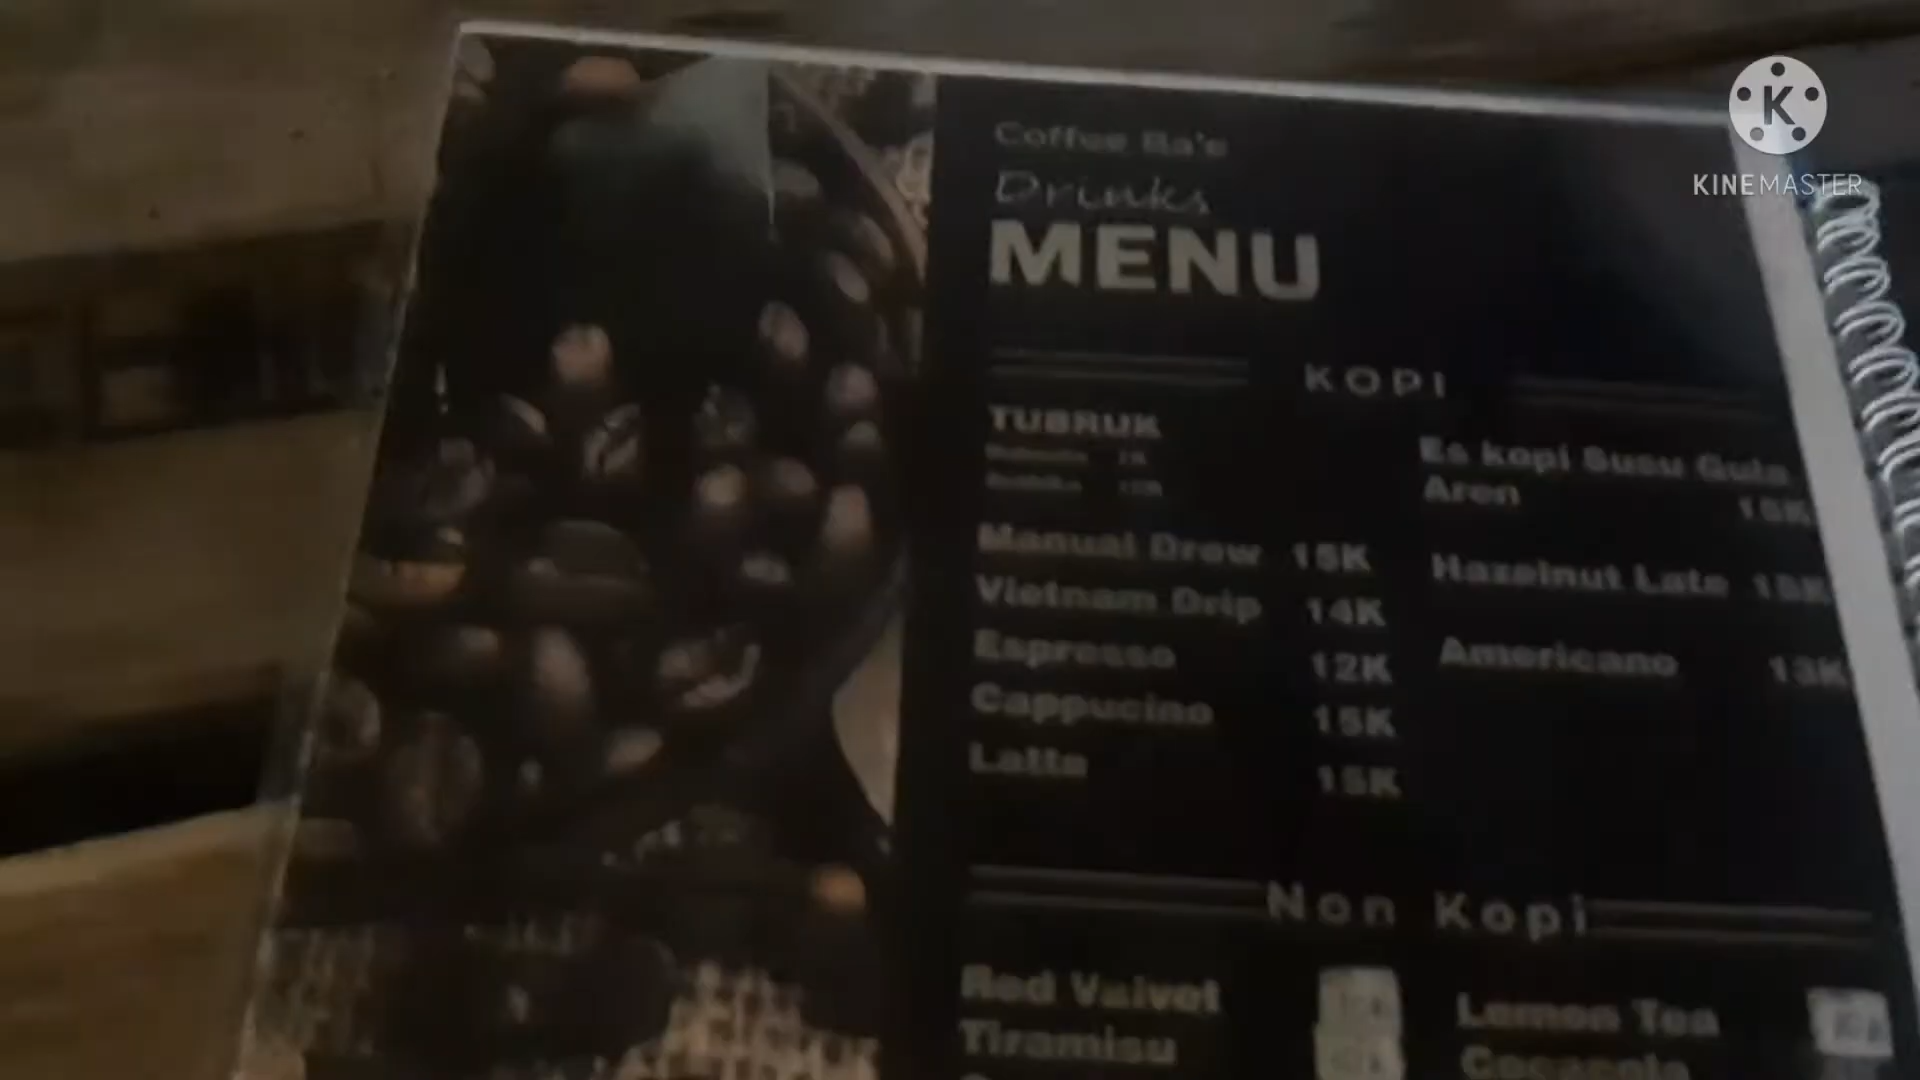 KINEMASTER
Coffee Ba's
Drinks
MENU
KOPI
TUBRUK
Manual Drew 15K
Vietnam Drip 14K
Espresso 12K
Cappucino 15K
Latte 15K
Es kopi Susu Gula
Aren
Hazelnut Late
Americano 13K
Non Kopi
Red Valvet
Tiramisu
Lemon Tea
Cocacola